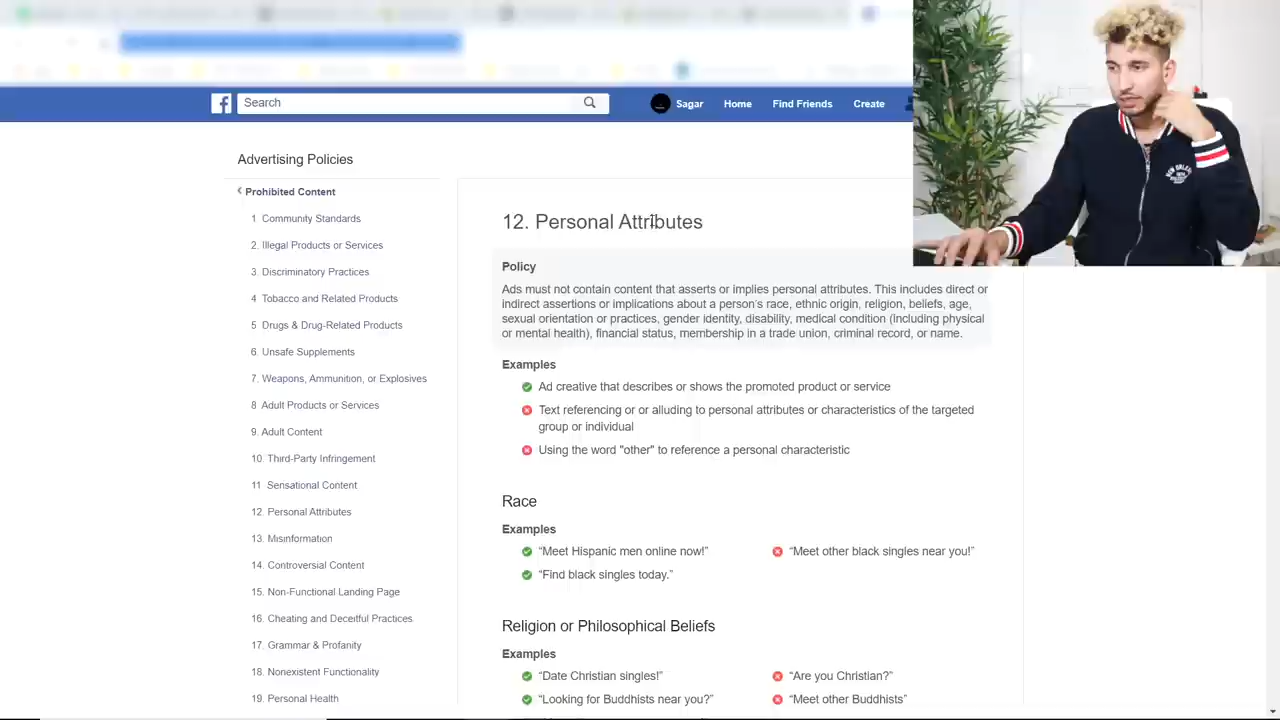 Search
Sagar
Home
Find Friends
Create
Advertising Policies
Prohibited Content
1 Community Standards
2. Illegal Products or Services
3. Discriminatory Practices
4 Tobacco and Related Products
5. Drugs & Drug-Related Products
6. Unsafe Supplements
7. Weapons, Ammunition, or Explosives
8 Adult Products or Services
9. Adult Content
10. Third-Party Infringement
11 Sensational Content
12. Personal Attributes
13. Misinformation
14. Controversial Content
15. Non-Functional Landing Page
16. Cheating and Deceitful Practices
17. Grammar & Profanity
18. Nonexistent Functionality
19. Personal Health
12. Personal Attributes
Policy
Ads must not contain content that asserts or implies personal attributes. This includes direct or
indirect assertions or implications about a person's race, ethnic origin, religion, beliefs, age,
sexual orientation or practices, gender identity, disability, medical condition (including physical
or mental health), financial status, membership in a trade union, criminal record, or name.
Examples
Ad creative that describes or shows the promoted product or service
Text referencing or or alluding to personal attributes or characteristics of the targeted
group or individual
Using the word "other" to reference a personal characteristic
Race
Examples
“Meet Hispanic men online now!”
“Meet other black singles near you!”
“Find black singles today.”
Religion or Philosophical Beliefs
Examples
“Date Christian singles!”
“Are you Christian?”
“Looking for Buddhists near you?”
“Meet other Buddhists”
NEW ORLEANS